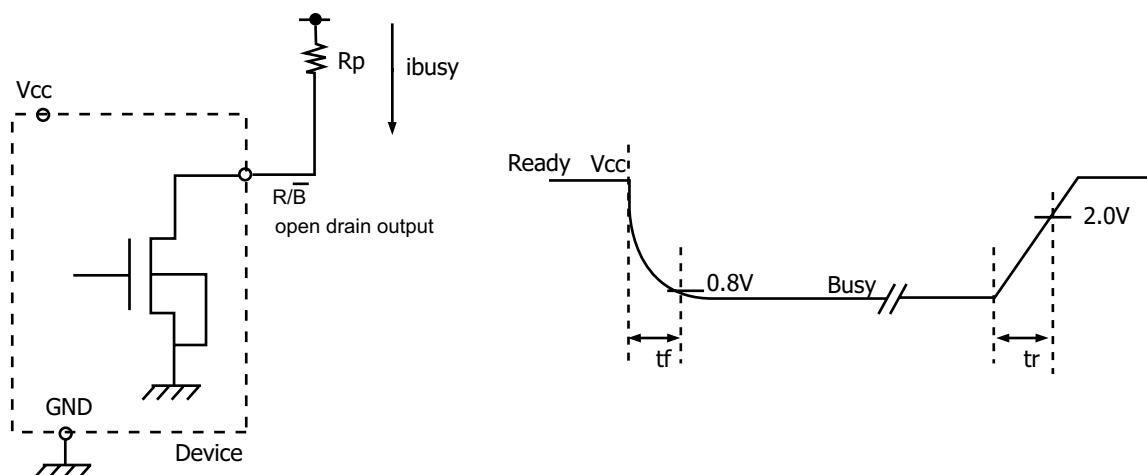 Rp
ibusy
Vcc
R/B̅
open drain output
GND
Device
Ready Vcc
2.0V
0.8V
Busy
tf
tr